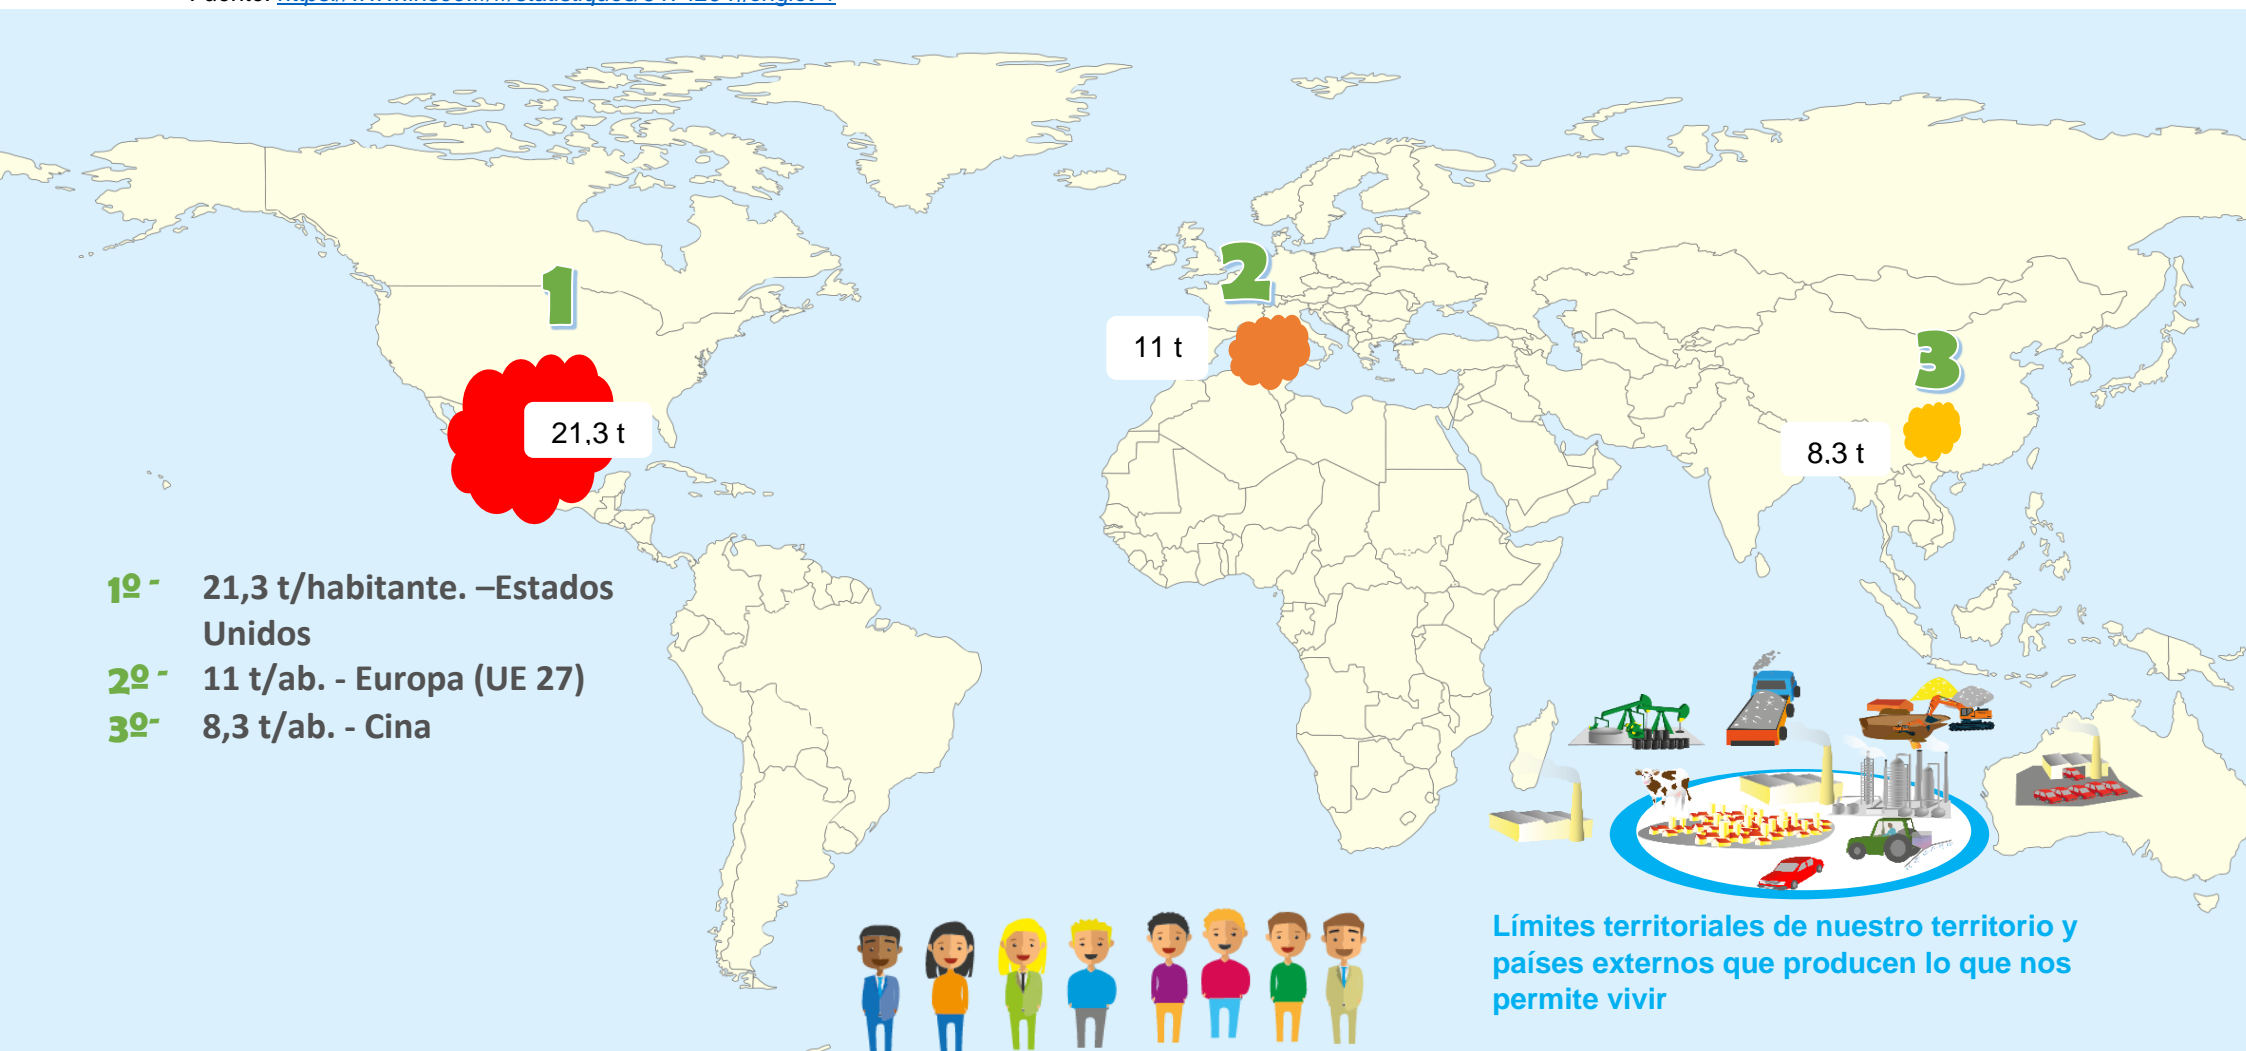 1
2
3
11 t
21,3 t
8,3 t
1º - 21,3 t/habitante. –Estados
Unidos
2º - 11 t/ab. - Europa (UE 27)
3º- 8,3 t/ab. - Cina
Límites territoriales de nuestro territorio y
países externos que producen lo que nos
permite vivir